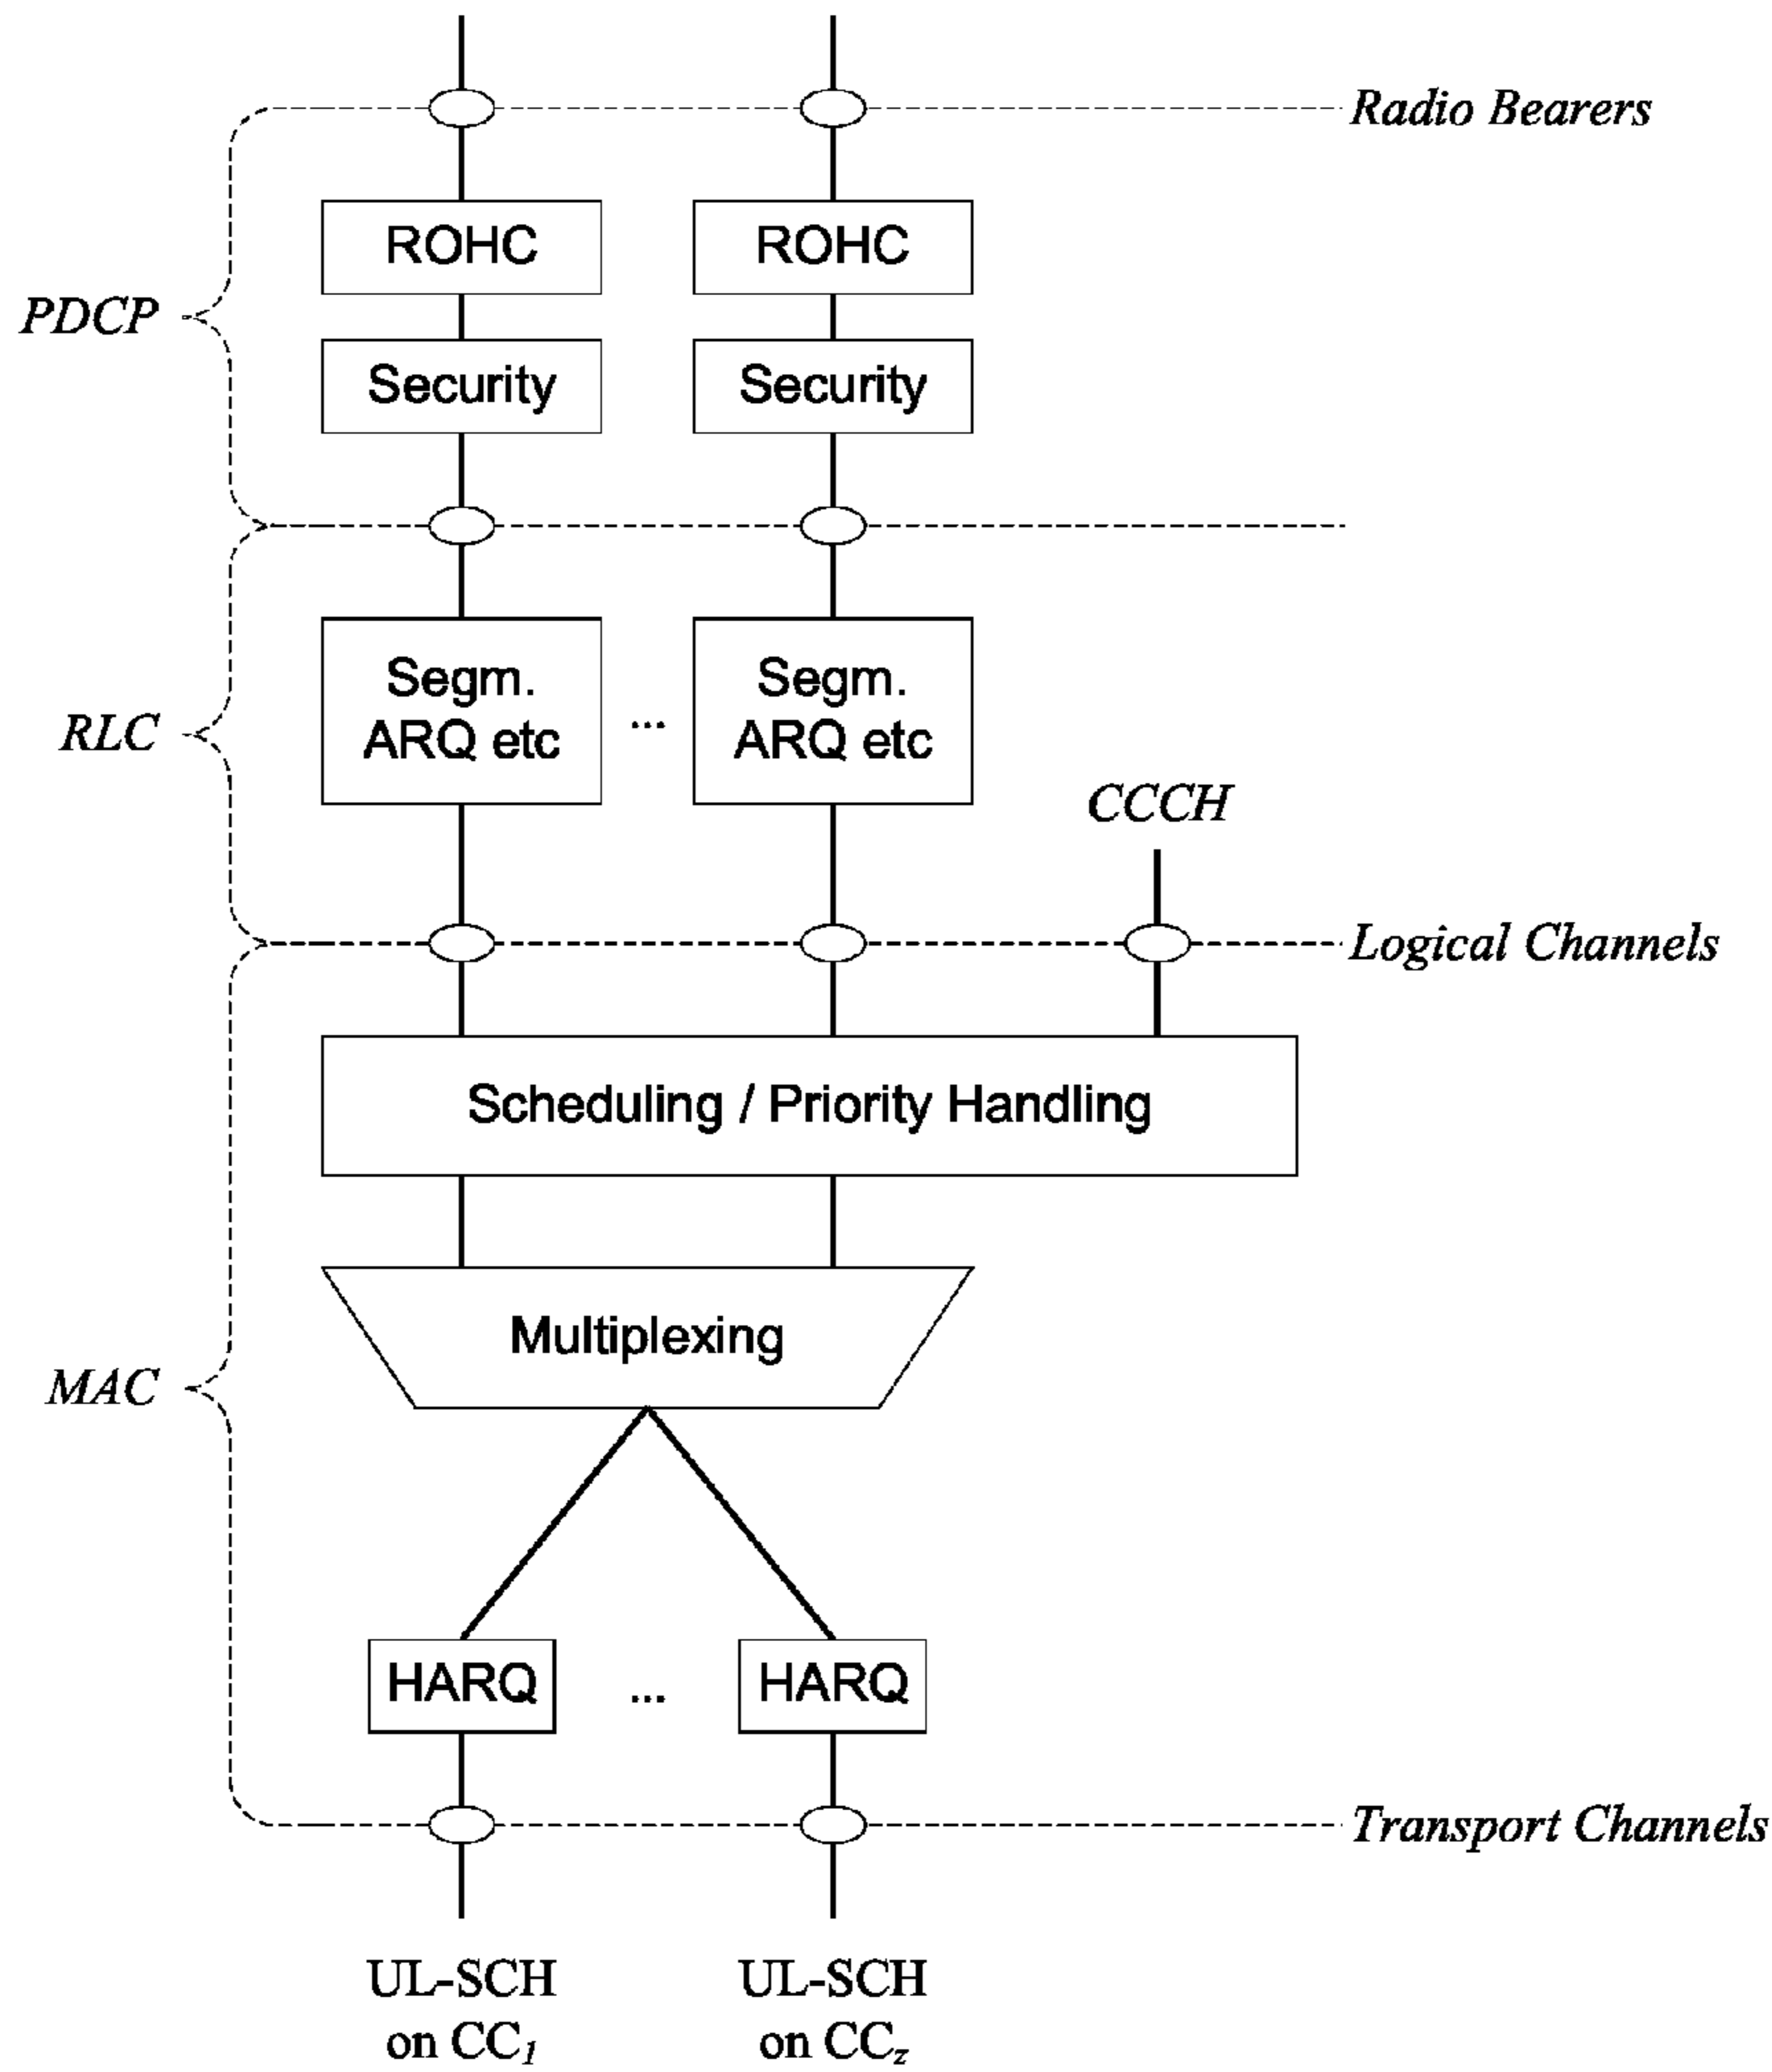 Radio Bearers
ROHC ROHC
PDCP
Security Security
Segm. Segm.
RLC
ARQ etc ... ARQ etc
CCCH
Logical Channels
Scheduling / Priority Handling
Multiplexing
MAC
HARQ ... HARQ
Transport Channels
UL-SCH UL-SCH
on CC1 on CCz